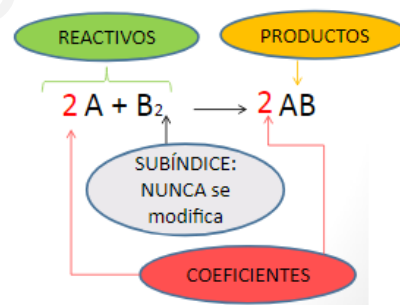 REACTIVOS
PRODUCTOS
2 A + B₂ → 2 AB
SUBÍNDICE:
NUNCA se
modifica
COEFICIENTES